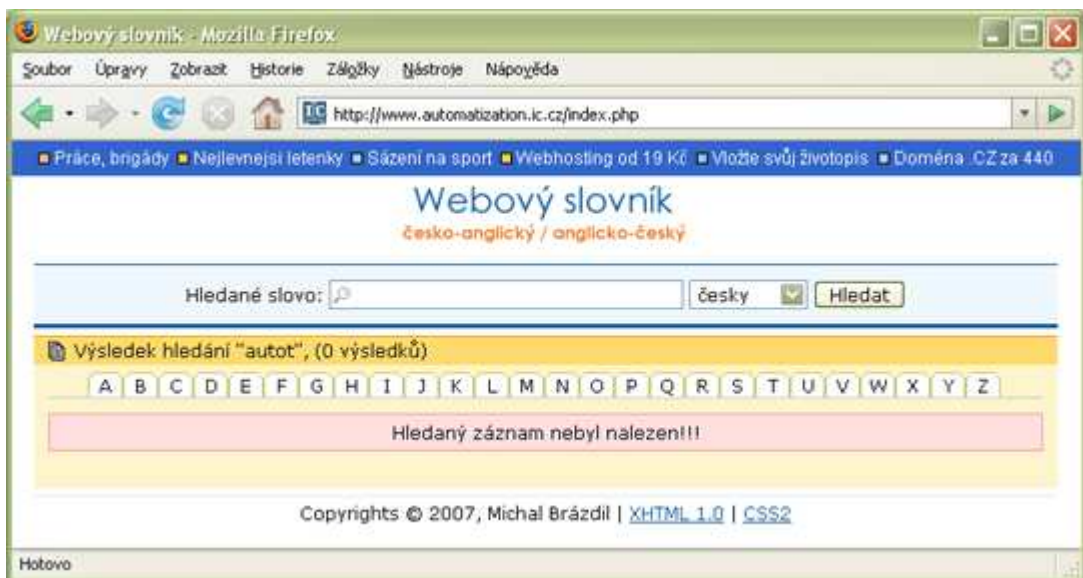 Webový slovník - Mozilla Firefox
Soubor Úpravy Zobrazit Historie Záložky Nástroje Nápověda
http://www.automatization.ic.cz/index.php
Práce, brigády Nejlevnejsi letenky Sázení na sport Webhosting od 19 Kč Vložte svůj životopis Doména .CZ za 440
Webový slovník
česko-anglický / anglicko-český
Hledané slovo: česky Hledat
Výsledek hledání "autot", (0 výsledků)
A B C D E F G H I J K L M N O P Q R S T U V W X Y Z
Hledaný záznam nebyl nalezen!!!
Copyrights © 2007, Michal Brázdil | XHTML 1.0 | CSS2
Hotovo